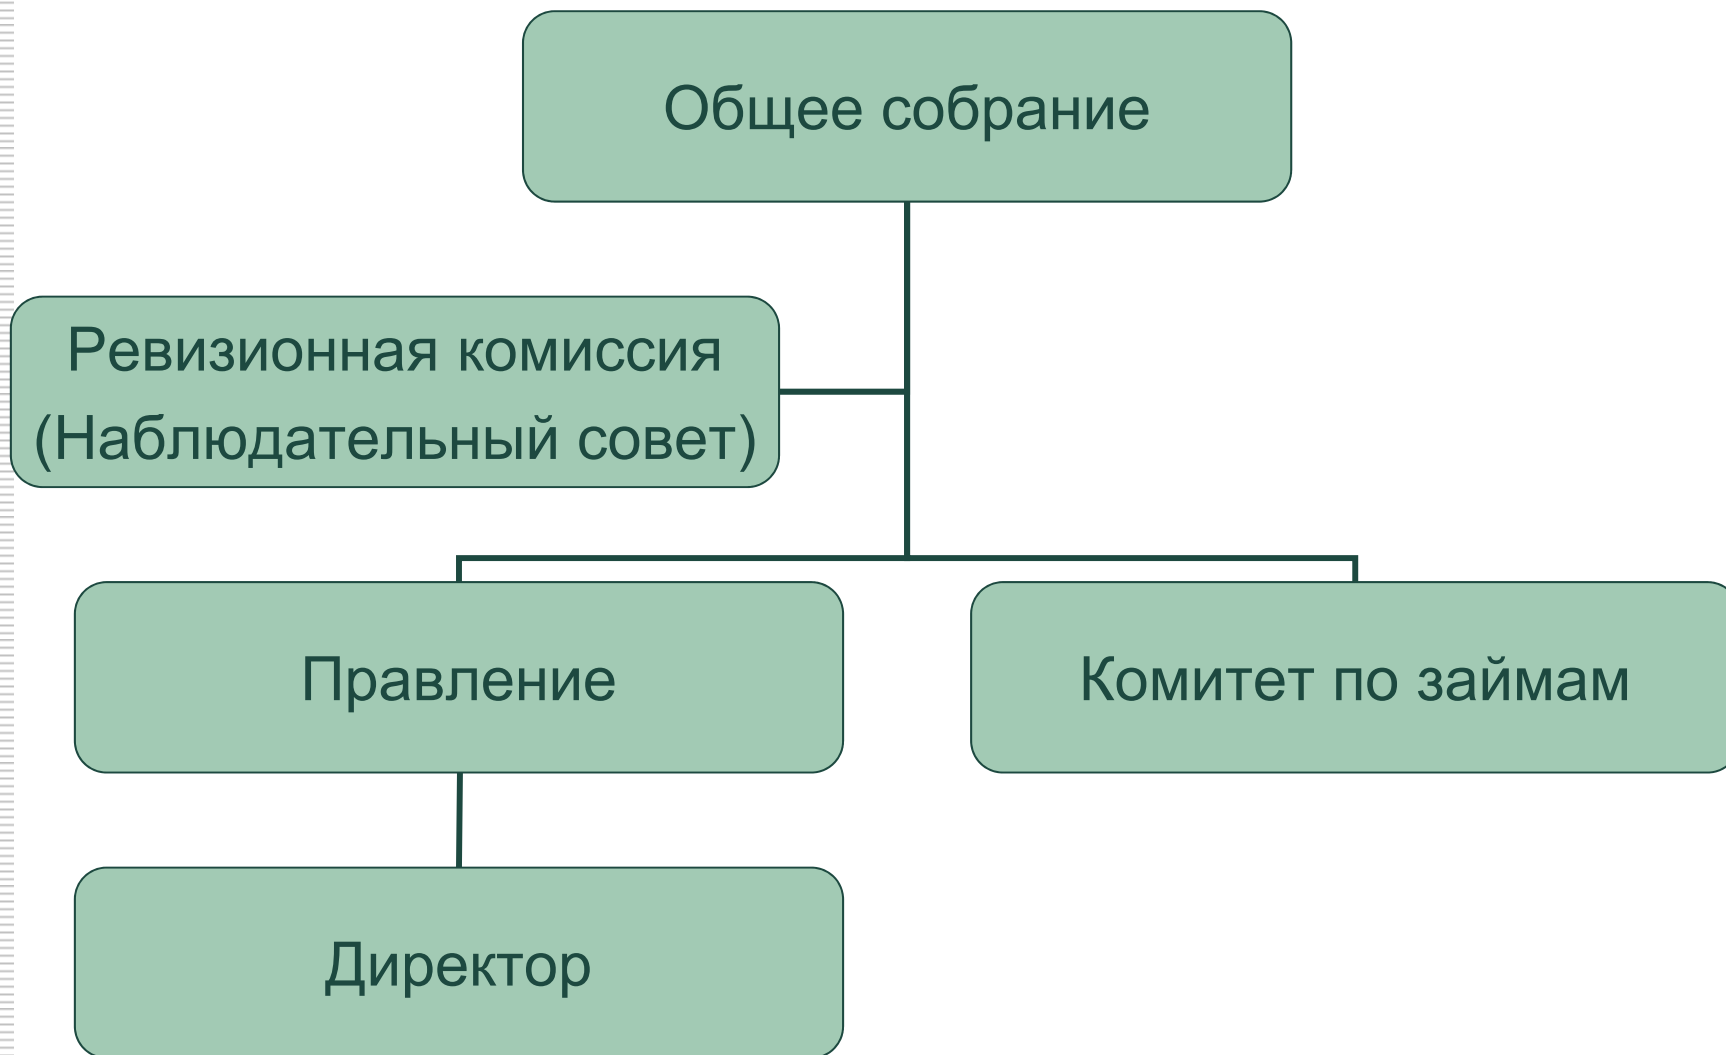 Общее собрание
Ревизионная комиссия
(Наблюдательный совет)
Правление
Комитет по займам
Директор